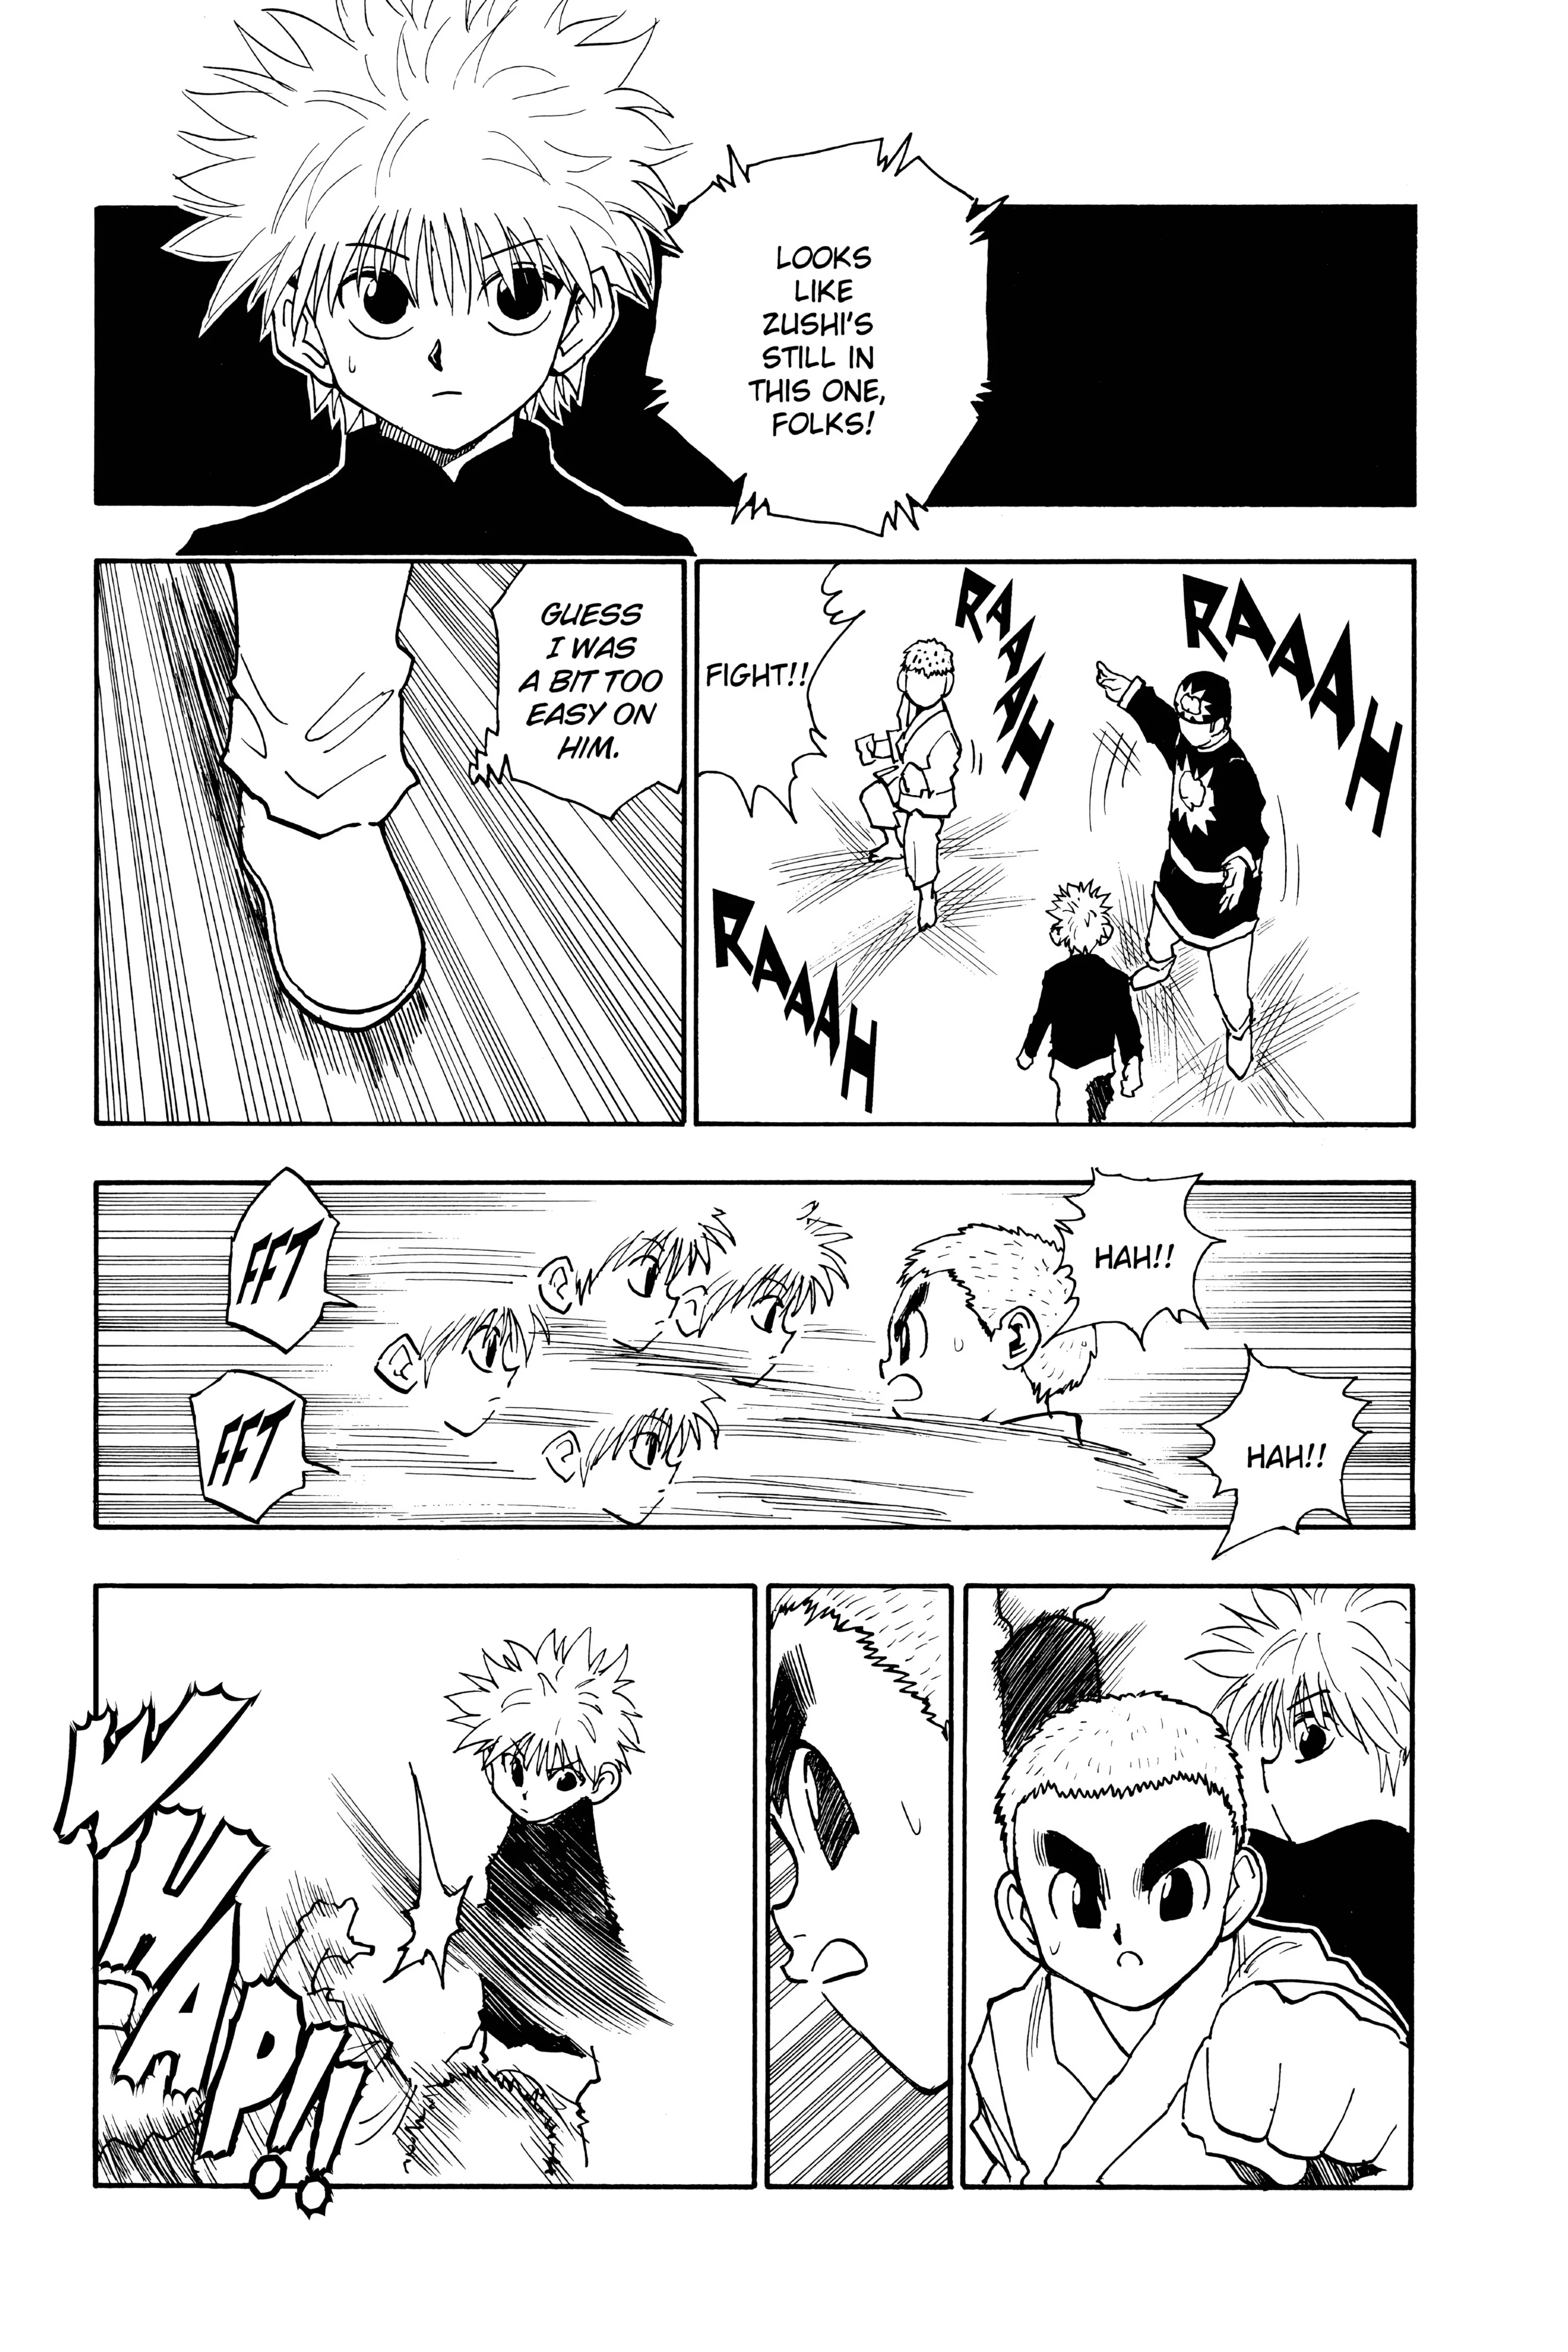 LOOKS
LIKE
ZUSHI'S
STILL IN
THIS ONE,
FOLKS!
RAAAH
RAAAH
FIGHT!!
RAAAH
GUESS
I WAS
A BIT TOO
EASY ON
HIM.
HAH!!
HAH!!
FFT
FFT
WHAP!!